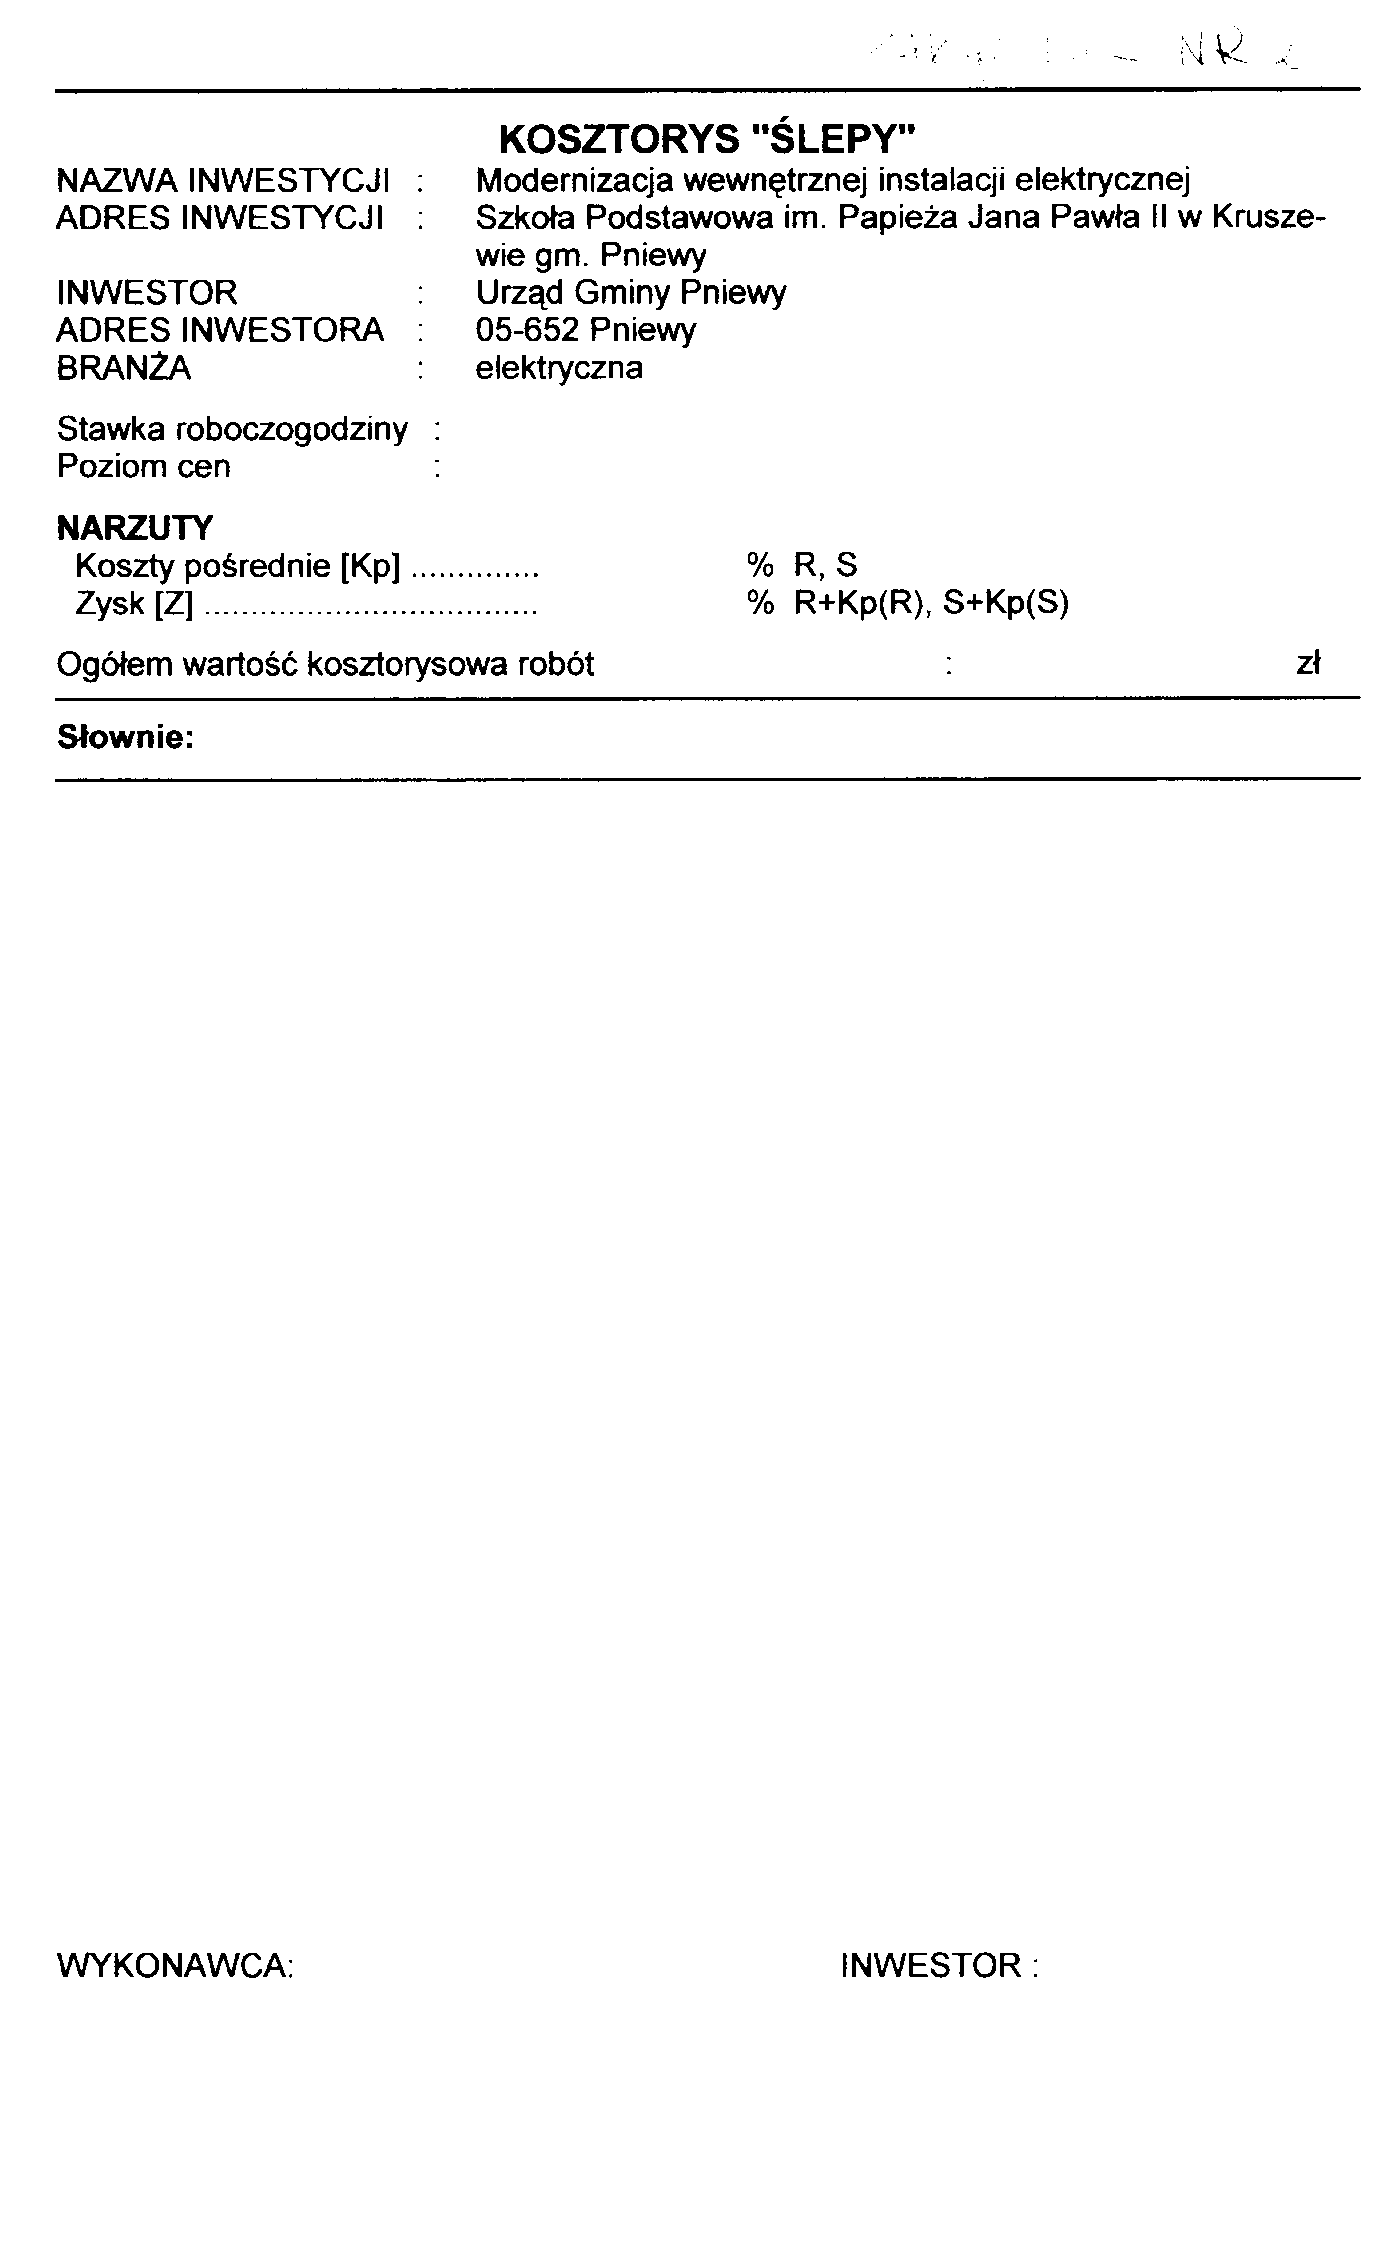 NR
KOSZTORYS "ŚLEPY"
NAZWA INWESTYCJI : Modernizacja wewnętrznej instalacji elektrycznej
ADRES INWESTYCJI : Szkoła Podstawowa im. Papieża Jana Pawła II w Krusze-
wie gm. Pniewy
INWESTOR : Urząd Gminy Pniewy
ADRES INWESTORA : 05-652 Pniewy
BRANŻA : elektryczna
Stawka roboczogodziny :
Poziom cen :
NARZUTY
Koszty pośrednie [Kp] .............. % R, S
Zysk [Z] .................................... % R+Kp(R), S+Kp(S)
Ogółem wartość kosztorysowa robót : zł
Słownie:
WYKONAWCA: INWESTOR :